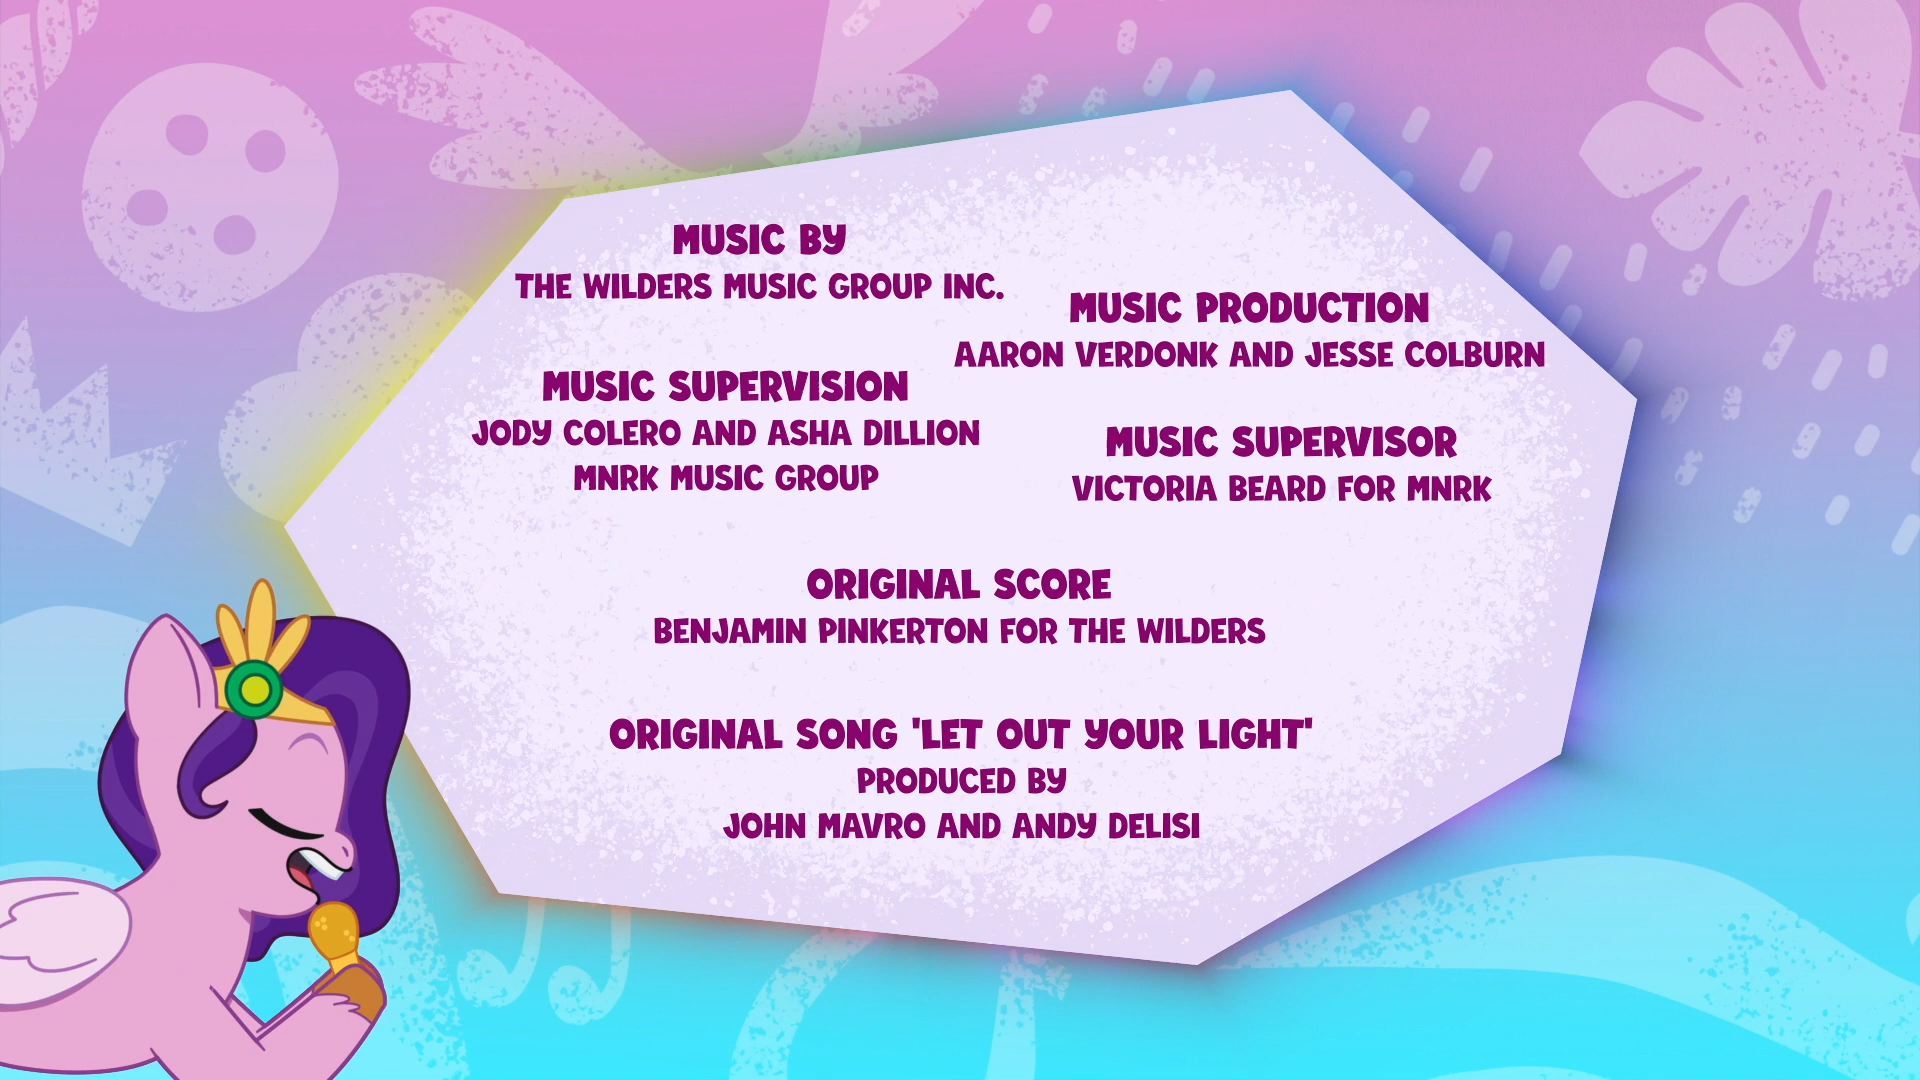 MUSIC BY
THE WILDERS MUSIC GROUP INC.
MUSIC SUPERVISION
JODY COLERO AND ASHA DILLION
MNRK MUSIC GROUP
MUSIC PRODUCTION
AARON VERDONK AND JESSE COLBURN
MUSIC SUPERVISOR
VICTORIA BEARD FOR MNRK
ORIGINAL SCORE
BENJAMIN PINKERTON FOR THE WILDERS
ORIGINAL SONG 'LET OUT YOUR LIGHT'
PRODUCED BY
JOHN MAVRO AND ANDY DELISI